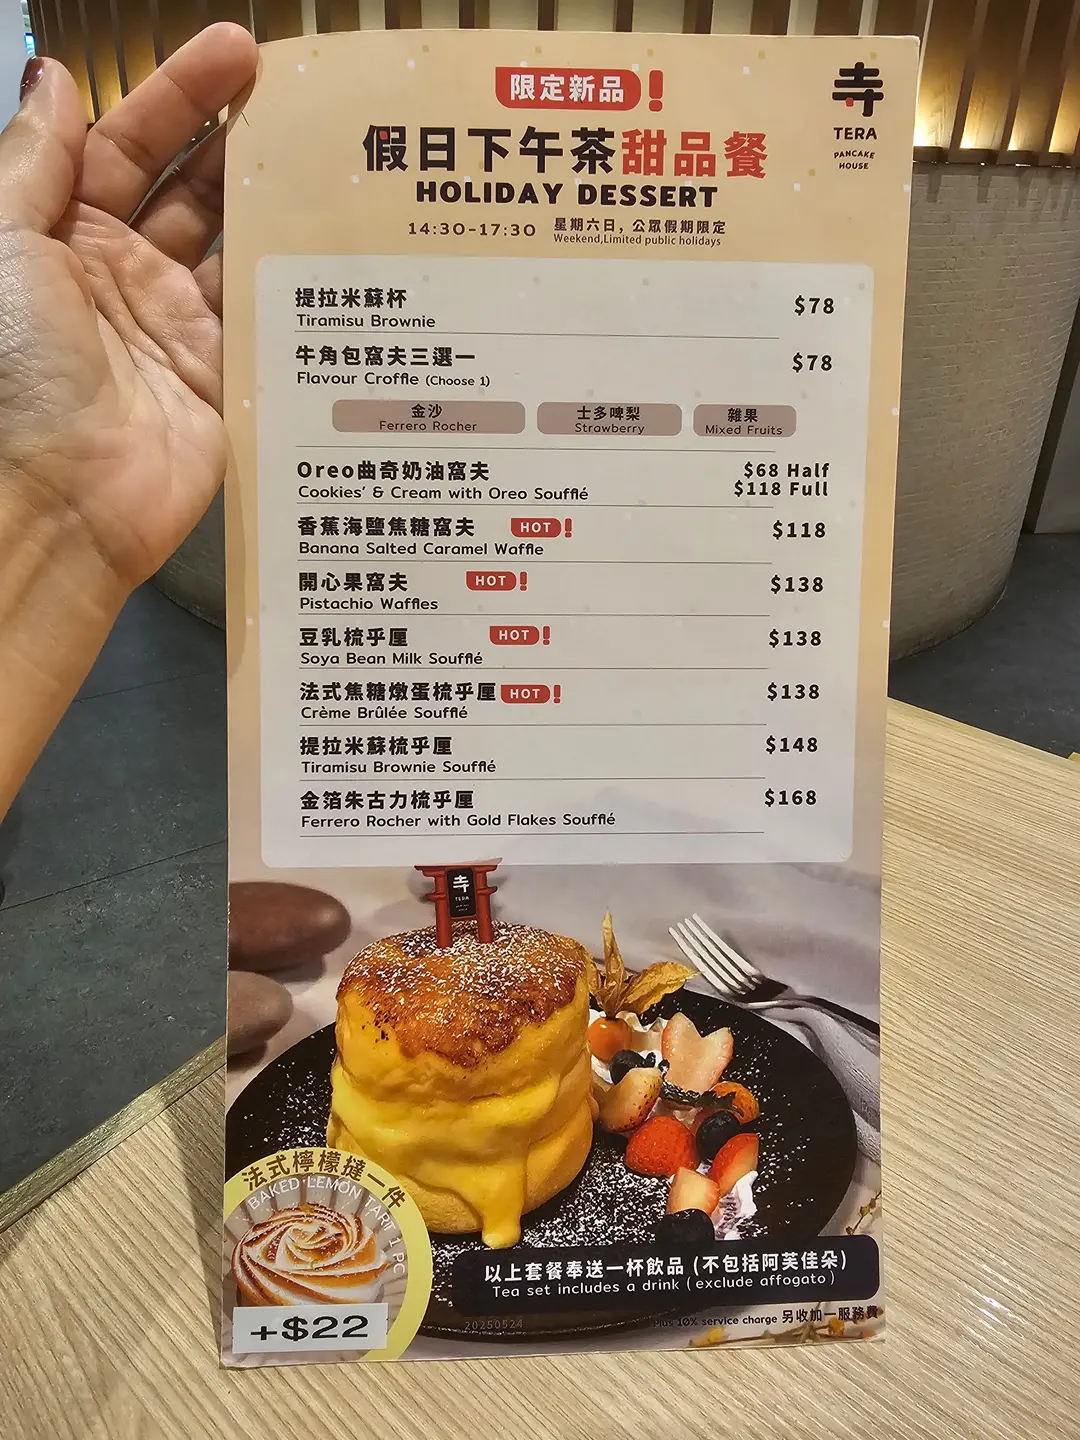 限定新品!
寺
TERA
PANCAKE
HOUSE
假日下午茶甜品餐
HOLIDAY DESSERT
14:30-17:30 星期六日，公眾假期限定
Weekend,Limited public holidays
提拉米蘇杯 $78
Tiramisu Brownie
牛角包窩夫三選一 $78
Flavour Croffle (Choose 1)
金沙 士多啤梨 雜果
Ferrero Rocher Strawberry Mixed Fruits
Oreo曲奇奶油窩夫 $68 Half
Cookies' & Cream with Oreo Soufflé $118 Full
香蕉海鹽焦糖窩夫 HOT! $118
Banana Salted Caramel Waffle
開心果窩夫 HOT! $138
Pistachio Waffles
豆乳梳乎厘 HOT! $138
Soya Bean Milk Soufflé
法式焦糖燉蛋梳乎厘 HOT! $138
Crème Brûlée Soufflé
提拉米蘇梳乎厘 $148
Tiramisu Brownie Soufflé
金箔朱古力梳乎厘 $168
Ferrero Rocher with Gold Flakes Soufflé
寺
TERA
法式檸檬撻一件
BAKED LEMON TART 1 PC
+$22
以上套餐奉送一杯飲品 (不包括阿芙佳朵)
Tea set includes a drink (exclude affogato)
20250524
Plus 10% service charge 另收加一服務費